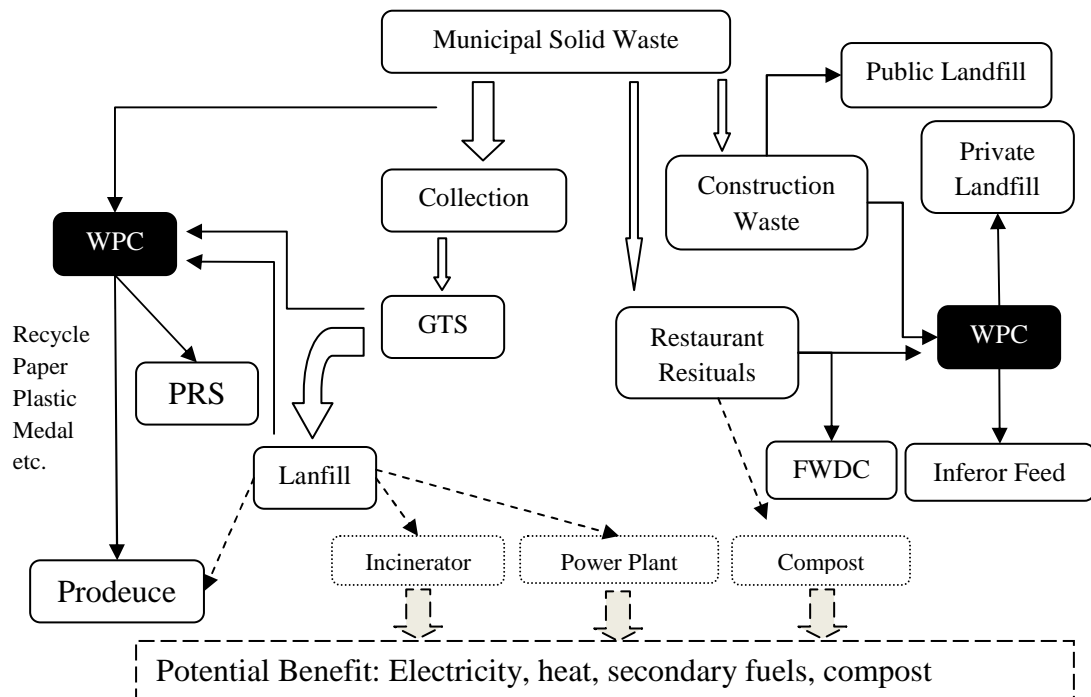 Municipal Solid Waste
Public Landfill
Private
Landfill
Collection
Construction
Waste
WPC
GTS
Restaurant
Resituals
WPC
Recycle
Paper
Plastic
Medal
etc.
PRS
Lanfill
FWDC
Inferor Feed
Incinerator
Power Plant
Compost
Prodeuce
Potential Benefit: Electricity, heat, secondary fuels, compost